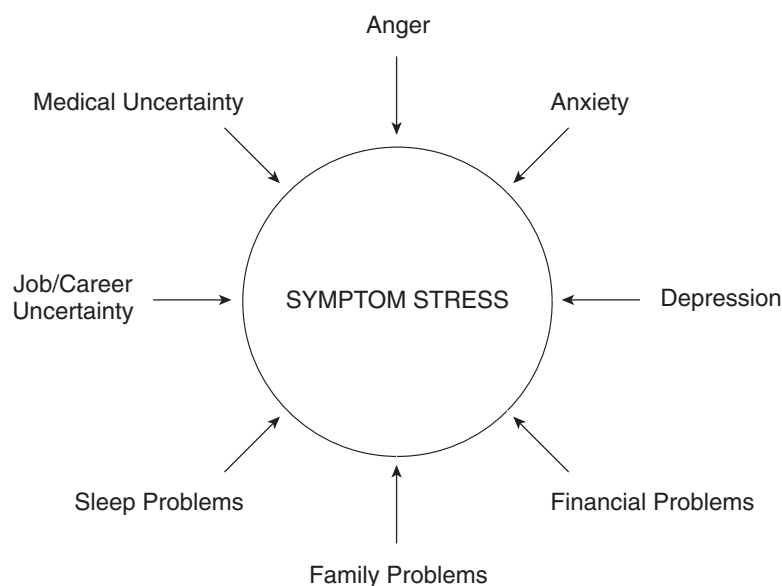 Anger
Medical Uncertainty
Anxiety
Job/Career
Uncertainty
SYMPTOM STRESS
Depression
Sleep Problems
Financial Problems
Family Problems